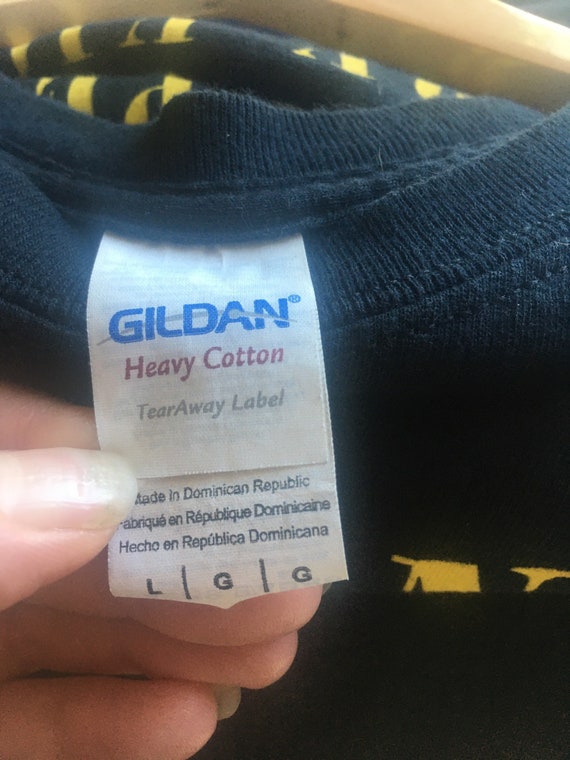 GILDAN®
Heavy Cotton
TearAway Label
Made In Dominican Republic
Fabriqué en République Dominicaine
Hecho en República Dominicana
L | G | G